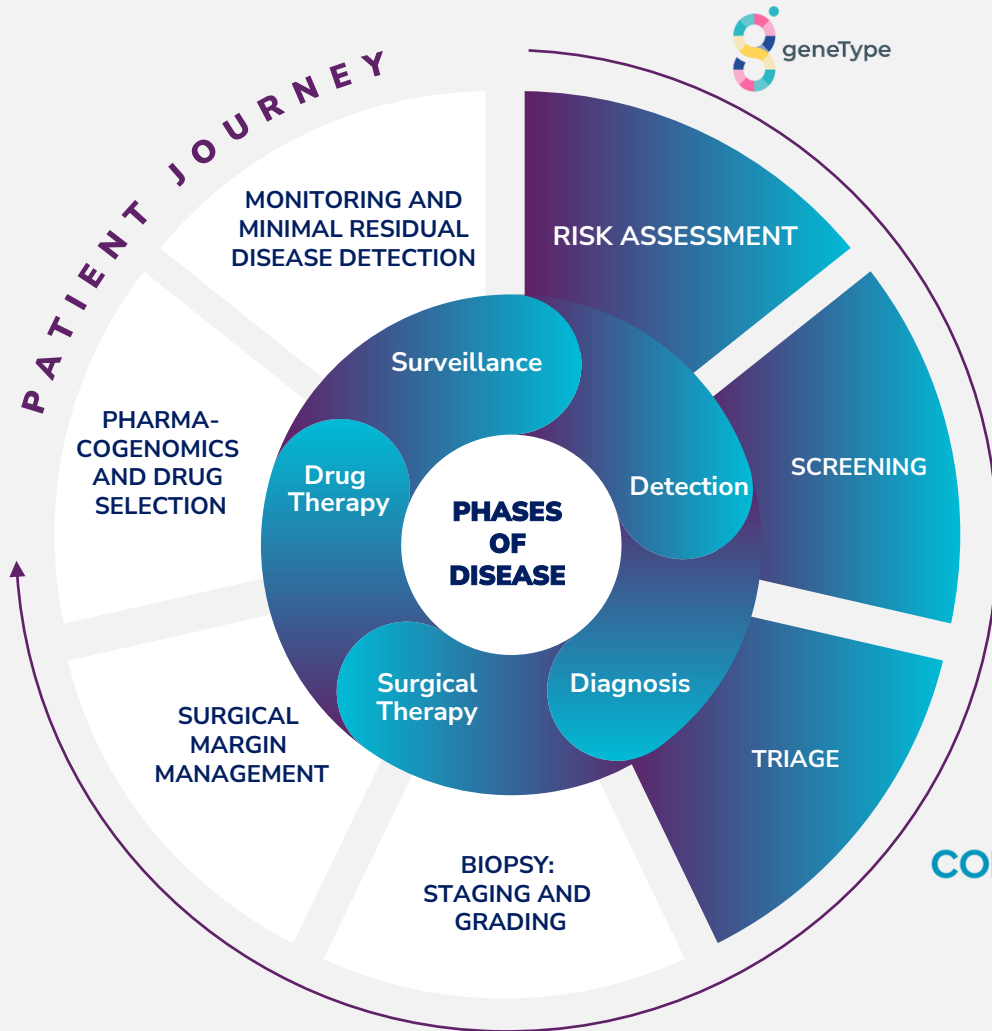 geneType
PATIENT JOURNEY
MONITORING AND
MINIMAL RESIDUAL
DISEASE DETECTION
RISK ASSESSMENT
SCREENING
TRIAGE
BIOPSY:
STAGING AND
GRADING
SURGICAL
MARGIN
MANAGEMENT
PHARMA-
COGENOMICS
AND DRUG
SELECTION
Surveillance
Detection
Diagnosis
Surgical
Therapy
Drug
Therapy
PHASES
OF
DISEASE